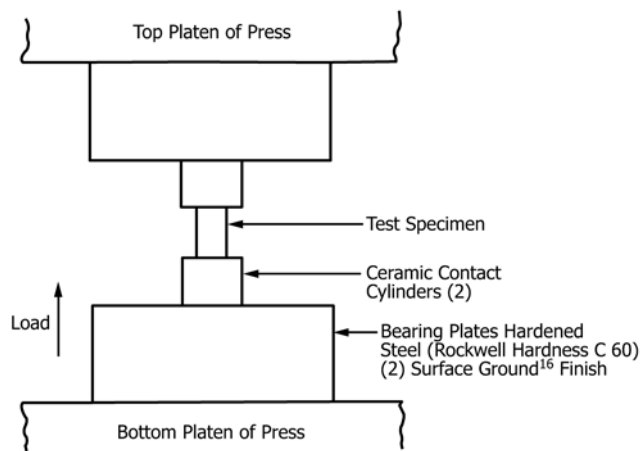 Top Platen of Press
Test Specimen
Ceramic Contact
Cylinders (2)
Load
Bearing Plates Hardened
Steel (Rockwell Hardness C 60)
(2) Surface Ground¹⁶ Finish
Bottom Platen of Press